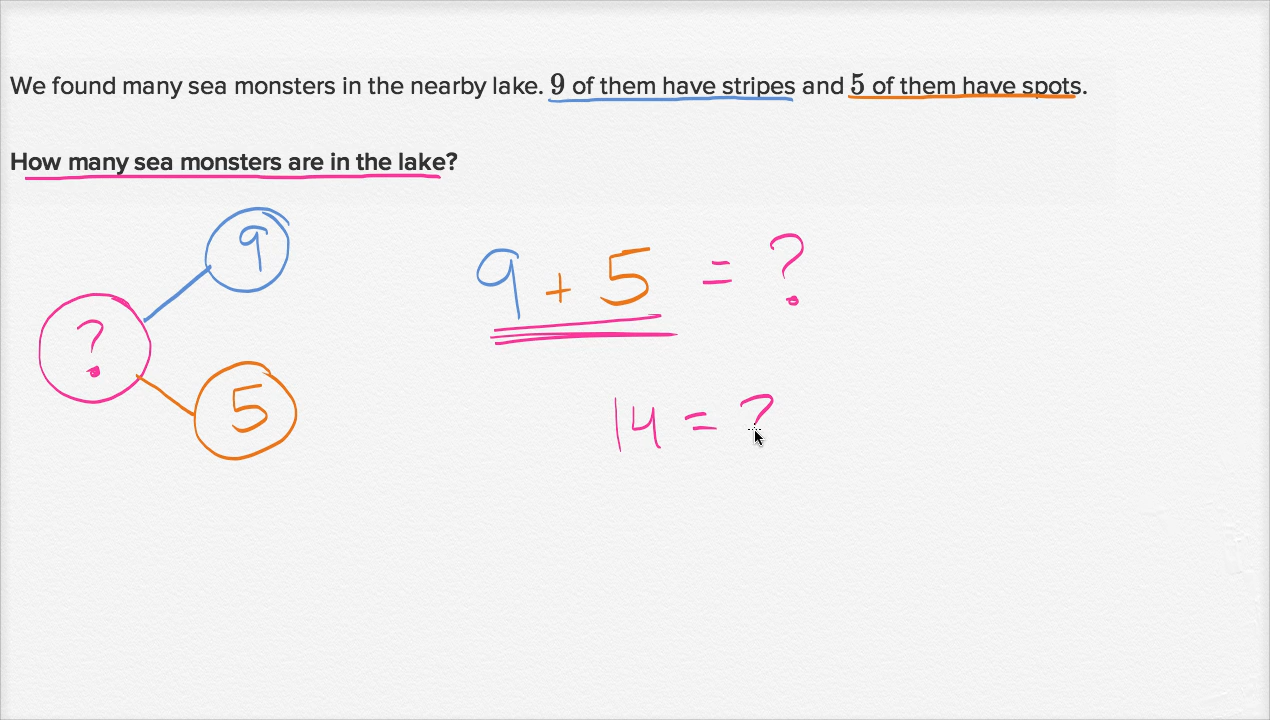 We found many sea monsters in the nearby lake. 9 of them have stripes and 5 of them have spots.
How many sea monsters are in the lake?
9
?
5
9 + 5 = ?
14 = ?